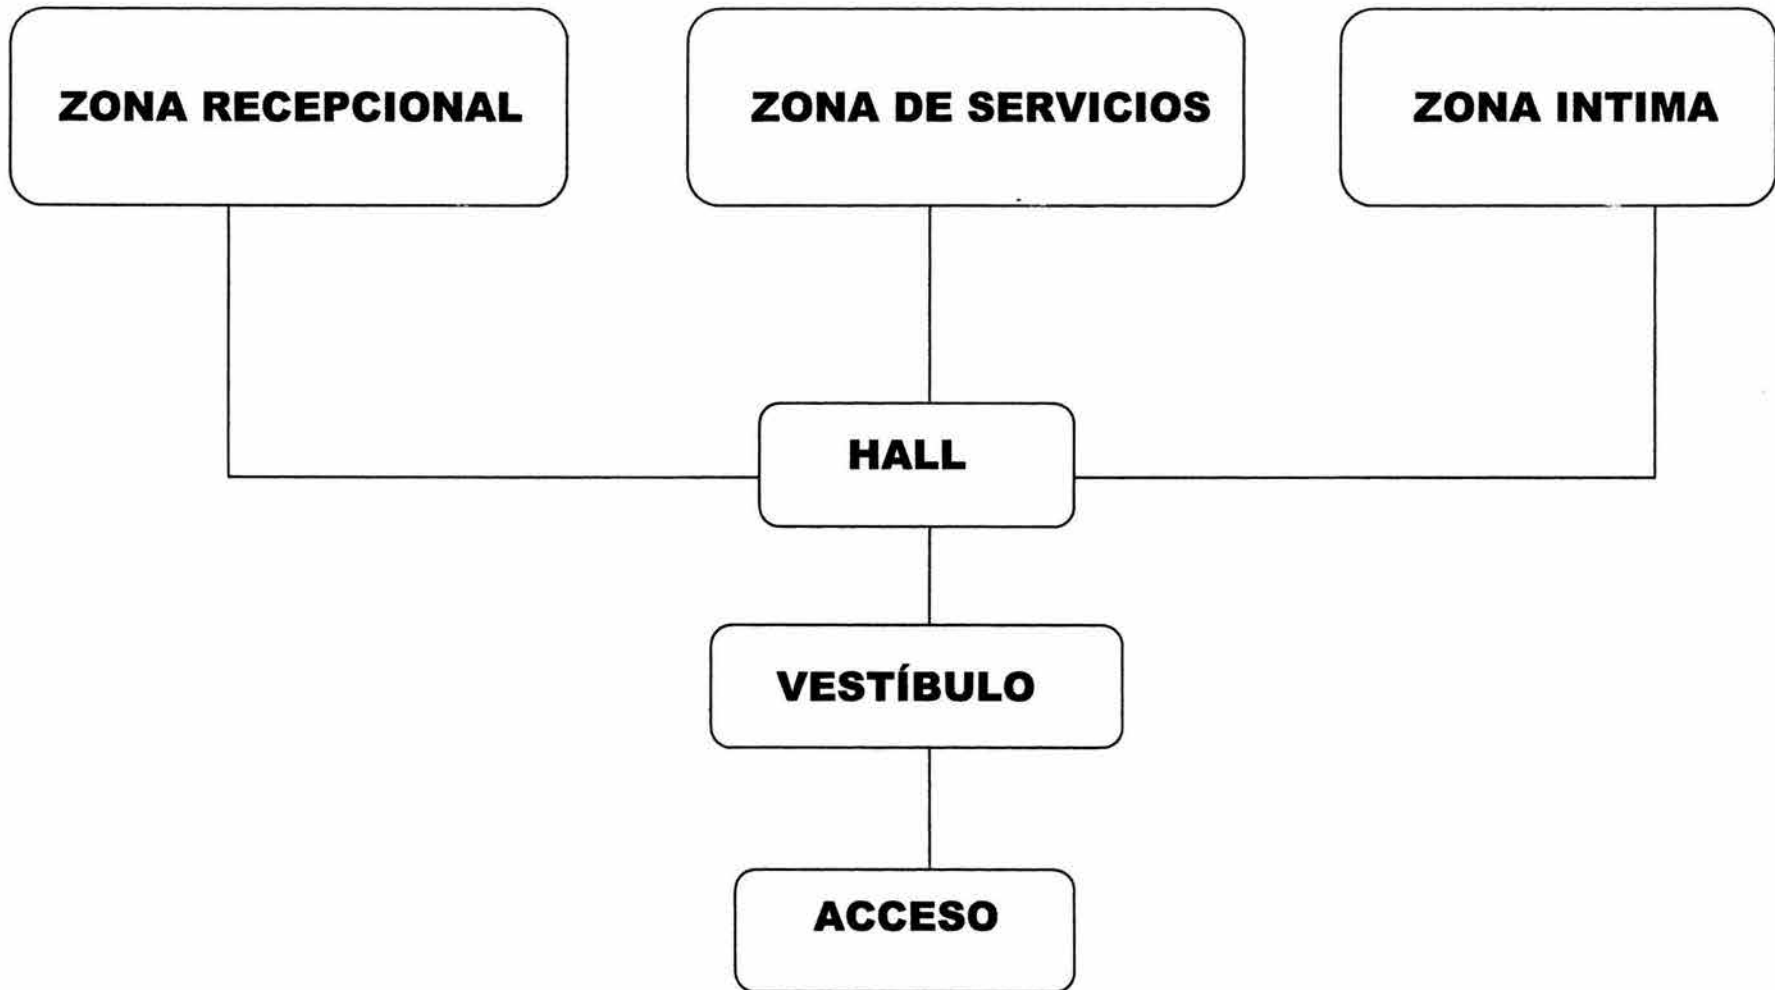 ZONA RECEPCIONAL
ZONA DE SERVICIOS
ZONA INTIMA
HALL
VESTÍBULO
ACCESO